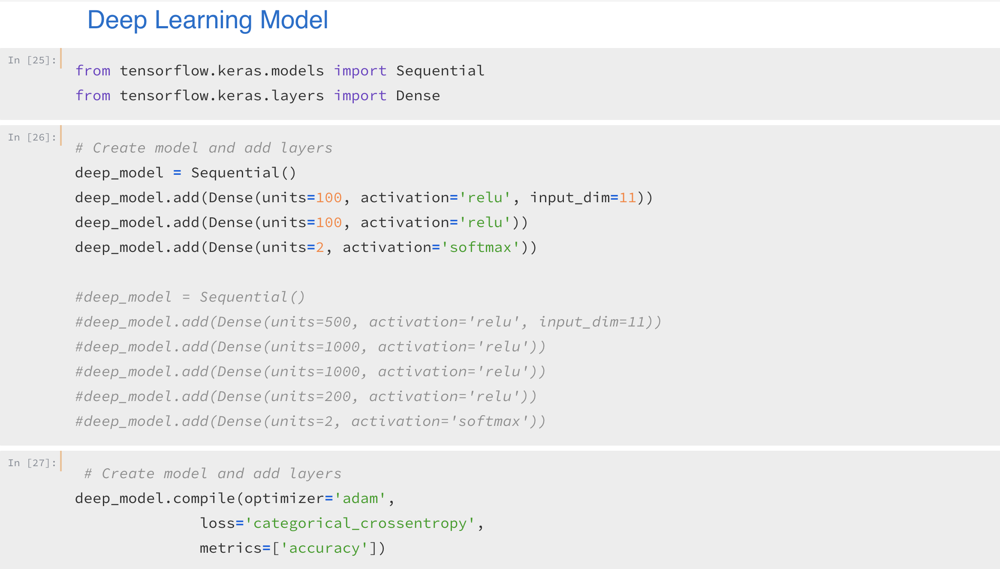 Deep Learning Model
In [25]:
from tensorflow.keras.models import Sequential
from tensorflow.keras.layers import Dense
In [26]:
# Create model and add layers
deep_model = Sequential()
deep_model.add(Dense(units=100, activation='relu', input_dim=11))
deep_model.add(Dense(units=100, activation='relu'))
deep_model.add(Dense(units=2, activation='softmax'))
#deep_model = Sequential()
#deep_model.add(Dense(units=500, activation='relu', input_dim=11))
#deep_model.add(Dense(units=1000, activation='relu'))
#deep_model.add(Dense(units=1000, activation='relu'))
#deep_model.add(Dense(units=200, activation='relu'))
#deep_model.add(Dense(units=2, activation='softmax'))
In [27]:
# Create model and add layers
deep_model.compile(optimizer='adam',
loss='categorical_crossentropy',
metrics=['accuracy'])